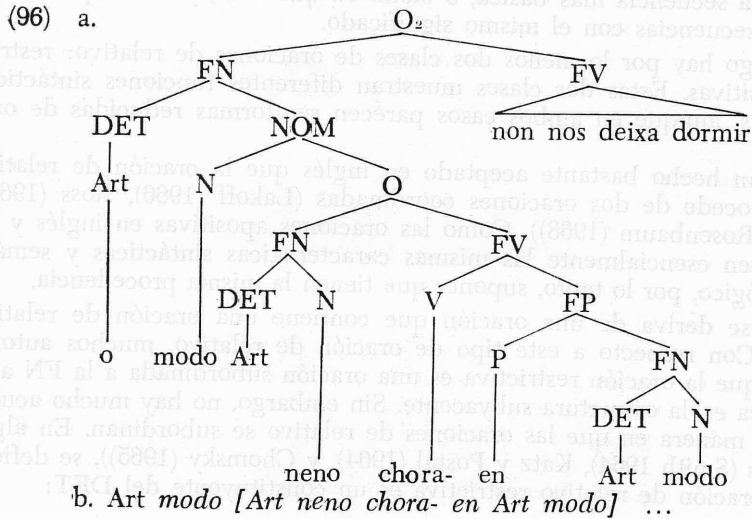 (96) a. O₂
FN FV
DET NOM non nos deixa dormir
Art N O
FN FV
DET N V FP
o modo Art P FN
DET N
neno chora- en Art modo
b. Art modo [Art neno chora- en Art modo] ...